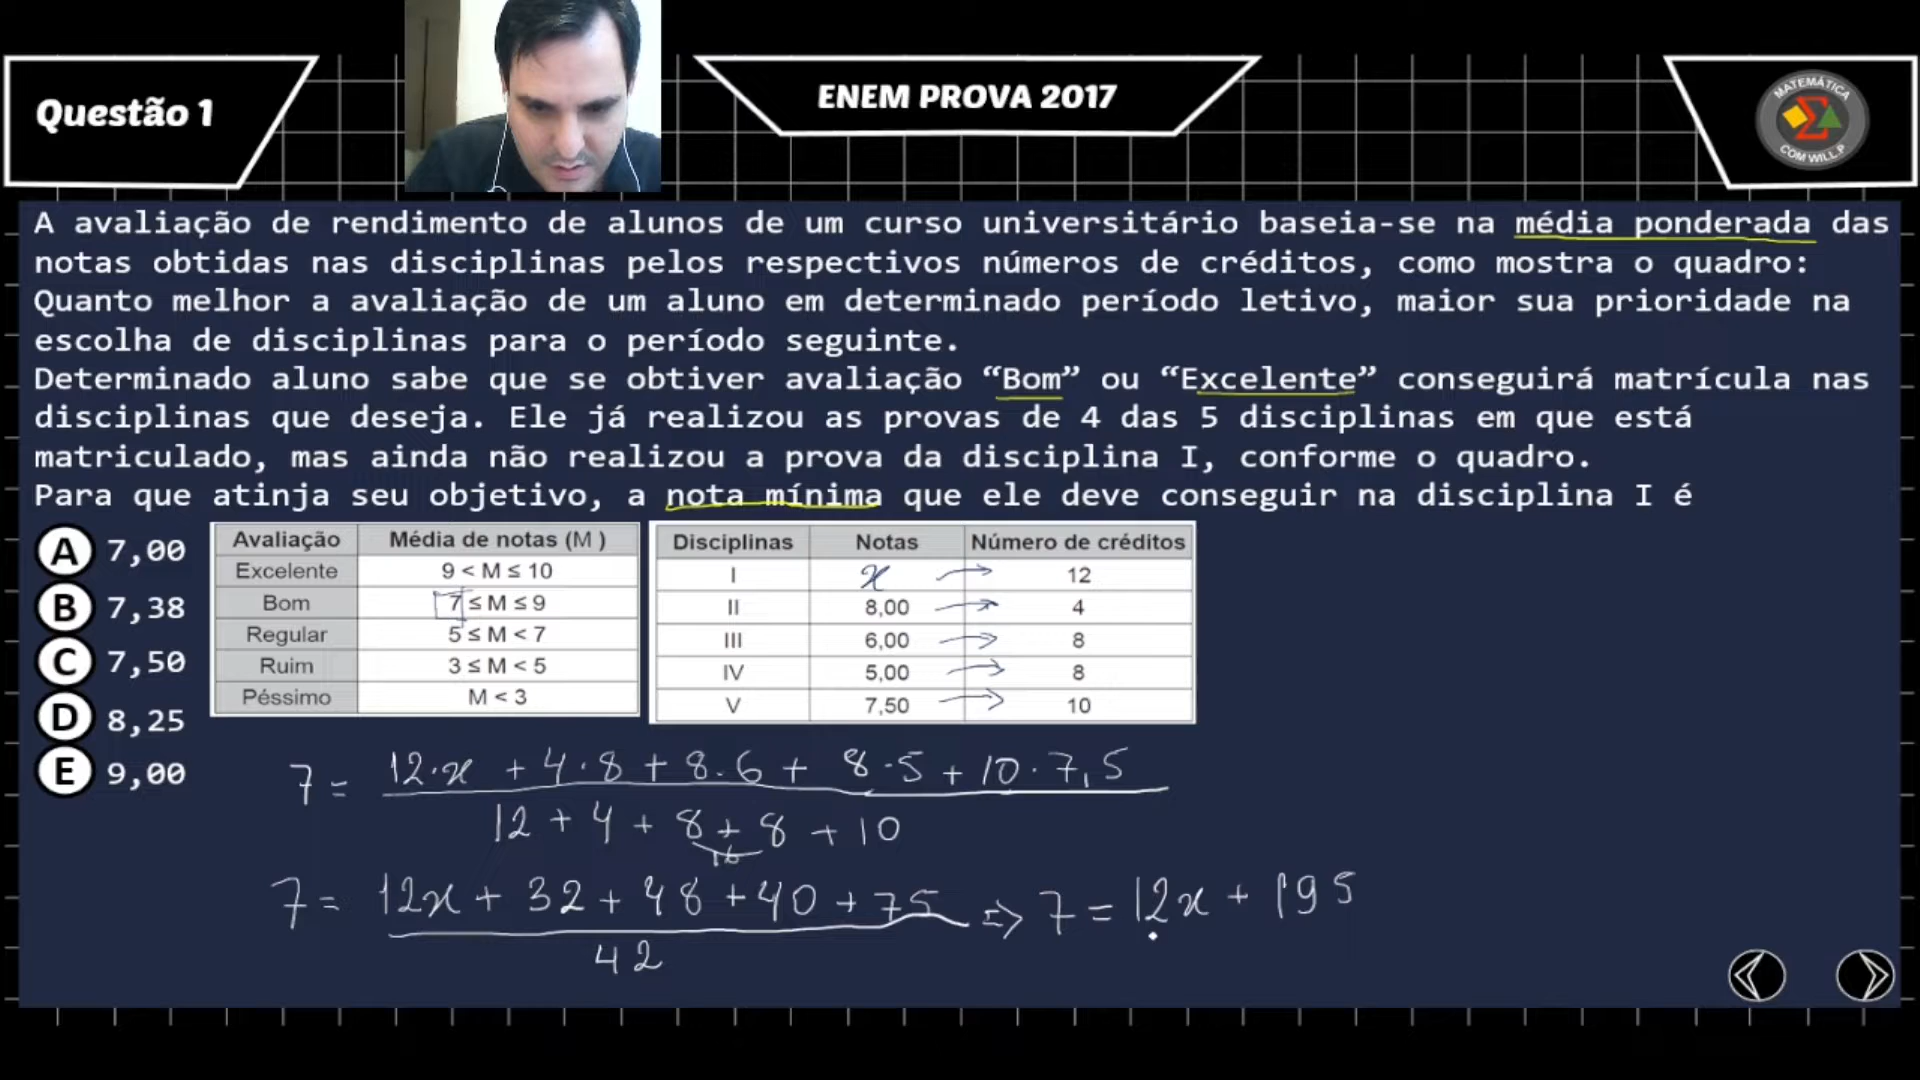 Questão 1
ENEM PROVA 2017
MATEMÁTICA
COM WILL.P
A avaliação de rendimento de alunos de um curso universitário baseia-se na média ponderada das
notas obtidas nas disciplinas pelos respectivos números de créditos, como mostra o quadro:
Quanto melhor a avaliação de um aluno em determinado período letivo, maior sua prioridade na
escolha de disciplinas para o período seguinte.
Determinado aluno sabe que se obtiver avaliação “Bom” ou “Excelente” conseguirá matrícula nas
disciplinas que deseja. Ele já realizou as provas de 4 das 5 disciplinas em que está
matriculado, mas ainda não realizou a prova da disciplina I, conforme o quadro.
Para que atinja seu objetivo, a nota mínima que ele deve conseguir na disciplina I é
A 7,00
B 7,38
C 7,50
D 8,25
E 9,00
Avaliação Média de notas (M )
Excelente 9 < M ≤ 10
Bom 7 ≤ M ≤ 9
Regular 5 ≤ M < 7
Ruim 3 ≤ M < 5
Péssimo M < 3
Disciplinas Notas Número de créditos
I x → 12
II 8,00 → 4
III 6,00 → 8
IV 5,00 → 8
V 7,50 → 10
7 = 12·x + 4·8 + 8.6 + 8·5 + 10·7,5
12 + 4 + 8 + 8 + 10
16
7 = 12x + 32 + 48 + 40 + 75 => 7 = 12x + 195
42